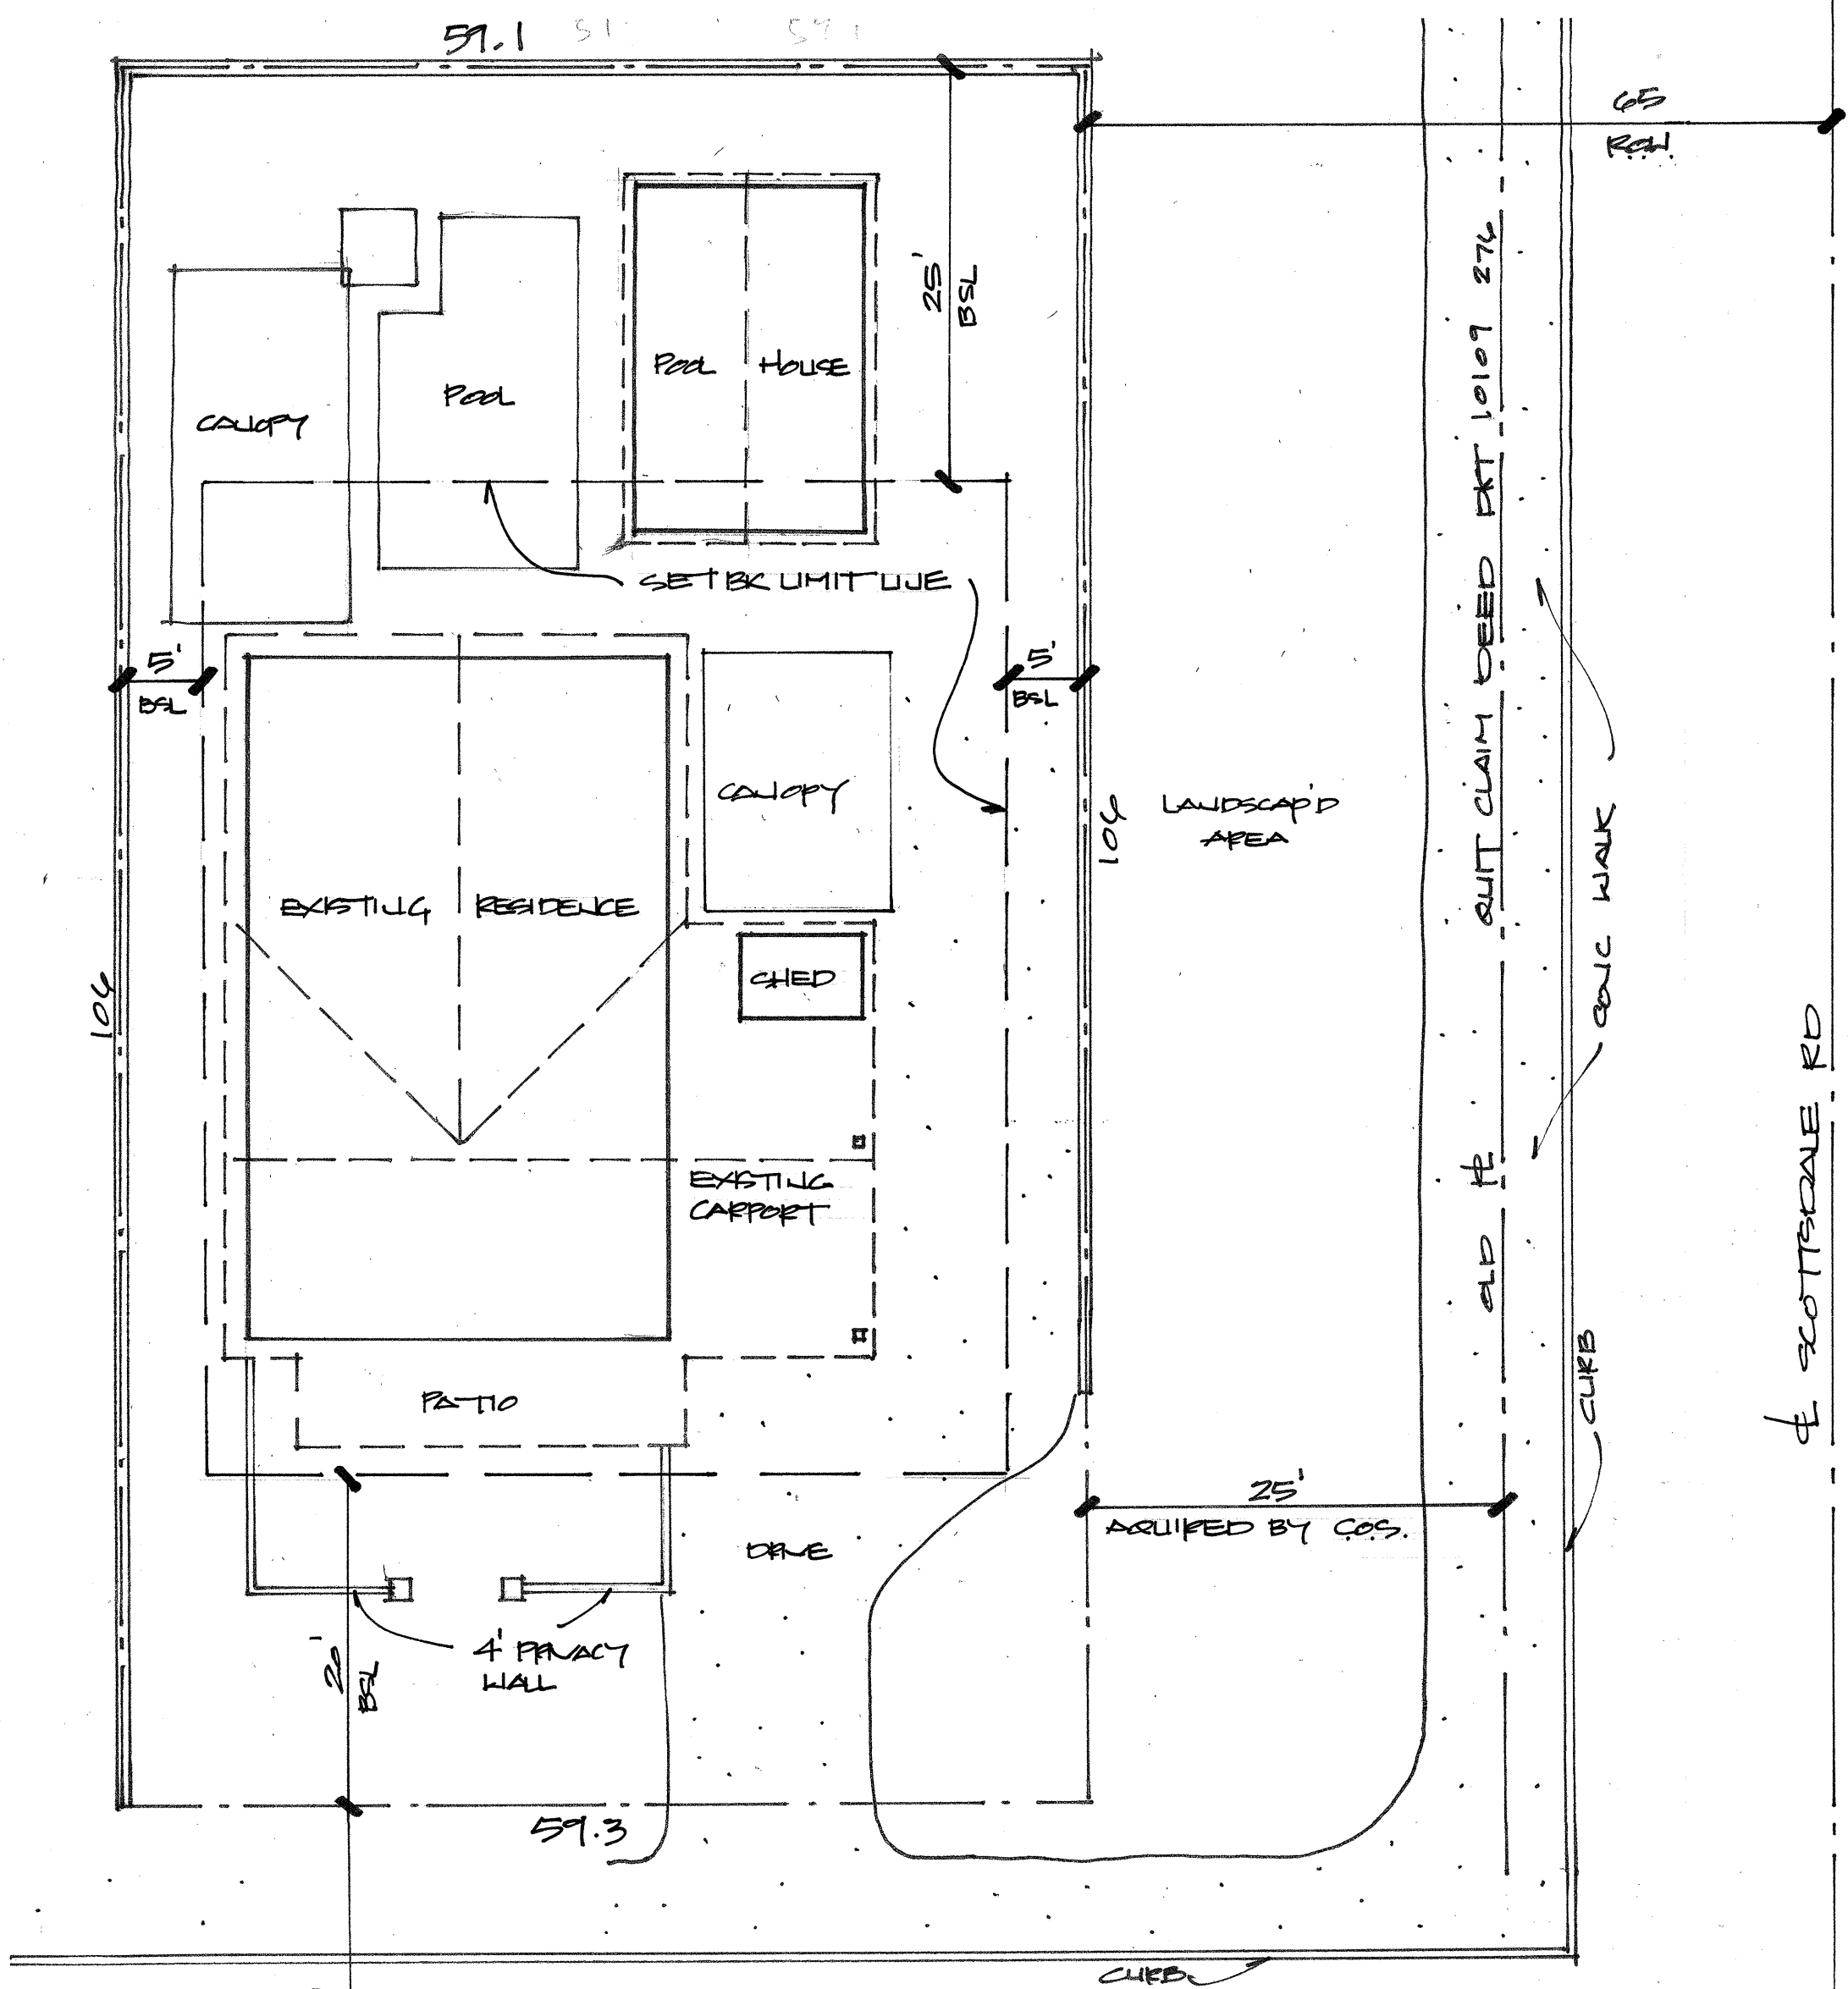 59.1
65
ROW.
25'
BSL
POOL HOUSE
POOL
CANOPY
SETBK LIMIT LINE
5'
BSL
5'
BSL
CANOPY
104
LANDSCAP'D
AREA
QUIT CLAIM DEED DKT 10109 276
CONC WALK
EXISTING RESIDENCE
SHED
104
EXISTING
CARPORT
OLD ⅊
℄ SCOTTSDALE RD
CURB
PATIO
25'
AQUIRED BY C.O.S.
DRIVE
4' PRIVACY
WALL
20'
BSL
59.3
CURB